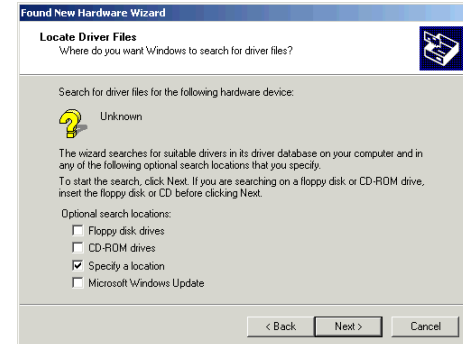 Found New Hardware Wizard
Locate Driver Files
Where do you want Windows to search for driver files?
Search for driver files for the following hardware device:
Unknown
The wizard searches for suitable drivers in its driver database on your computer and in
any of the following optional search locations that you specify.
To start the search, click Next. If you are searching on a floppy disk or CD-ROM drive,
insert the floppy disk or CD before clicking Next.
Optional search locations:
Floppy disk drives
CD-ROM drives
Specify a location
Microsoft Windows Update
< Back Next > Cancel